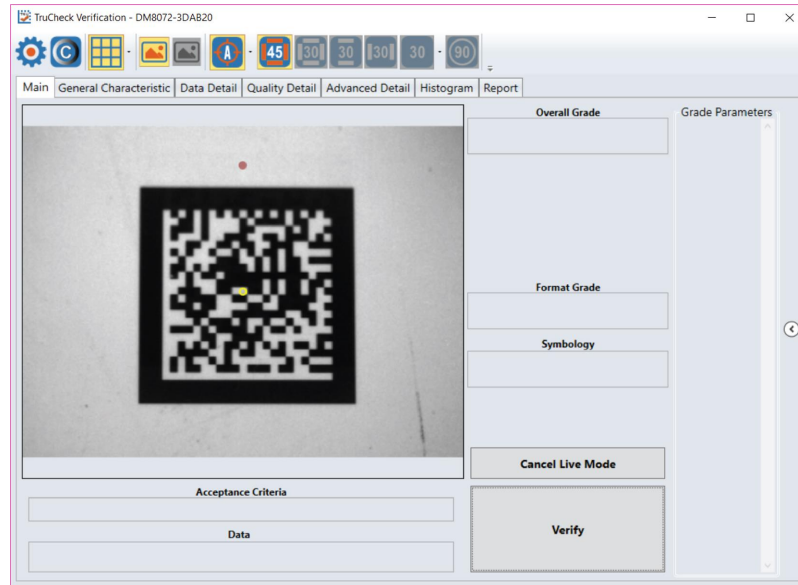 TruCheck Verification - DM8072-3DAB20
C A 45 30 30 30 30 90
Main General Characteristic Data Detail Quality Detail Advanced Detail Histogram Report
Overall Grade
Grade Parameters
Format Grade
Symbology
Cancel Live Mode
Acceptance Criteria
Verify
Data